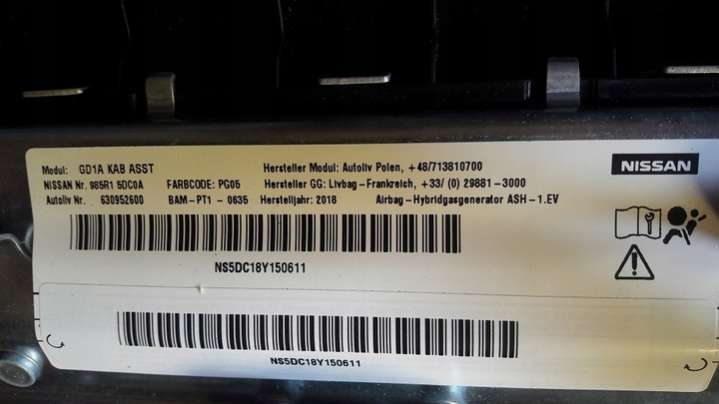 Modul: GD1A KAB ASST Hersteller Modul: Autoliv Polen, +48/713810700
NISSAN
NISSAN Nr. 985R1 5DC0A FARBCODE: PG05 Hersteller GG: Livbag-Frankreich, +33/ (0) 29881-3000
Autoliv Nr. 630952600 BAM-PT1-0635 Herstelljahr: 2018 Airbag-Hybridgasgenerator ASH-1.EV
NS5DC18Y150611
NS5DC18Y150611